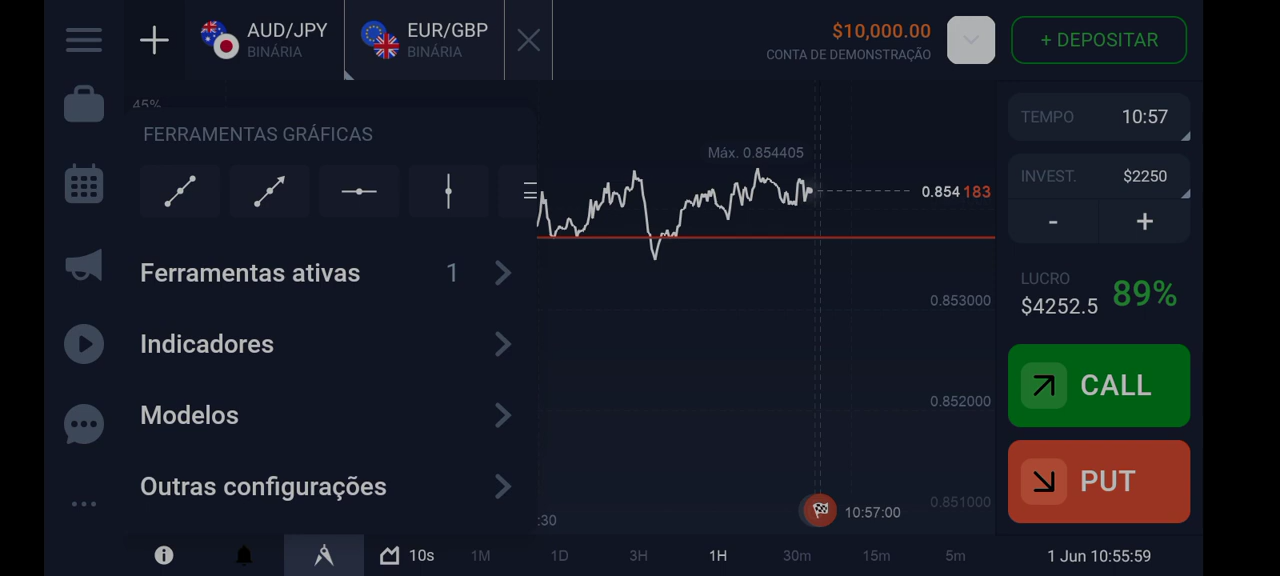 AUD/JPY
BINÁRIA
EUR/GBP
BINÁRIA
$10,000.00
CONTA DE DEMONSTRAÇÃO
+ DEPOSITAR
45%
FERRAMENTAS GRÁFICAS
Ferramentas ativas 1
Indicadores
Modelos
Outras configurações
Máx. 0.854405
0.854183
0.853000
0.852000
0.851000
:30
10:57:00
TEMPO 10:57
INVEST. $2250
- +
LUCRO
$4252.5
89%
CALL
PUT
10s 1M 1D 3H 1H 30m 15m 5m
1 Jun 10:55:59